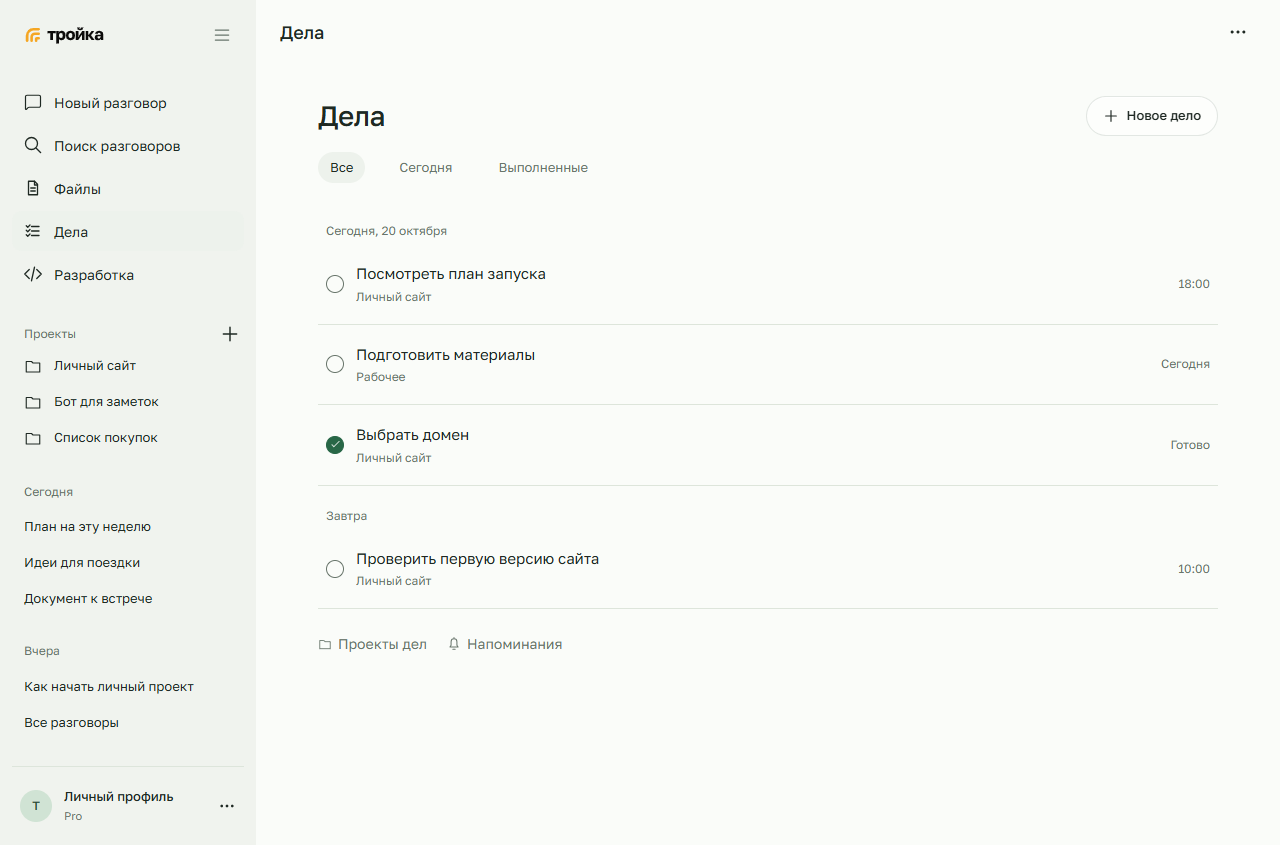 тройка
Новый разговор
Поиск разговоров
Файлы
Дела
Разработка
Проекты
Личный сайт
Бот для заметок
Список покупок
Сегодня
План на эту неделю
Идеи для поездки
Документ к встрече
Вчера
Как начать личный проект
Все разговоры
Т
Личный профиль
Pro
Дела
Дела
Новое дело
Все
Сегодня
Выполненные
Сегодня, 20 октября
Посмотреть план запуска
Личный сайт
18:00
Подготовить материалы
Рабочее
Сегодня
Выбрать домен
Личный сайт
Готово
Завтра
Проверить первую версию сайта
Личный сайт
10:00
Проекты дел
Напоминания